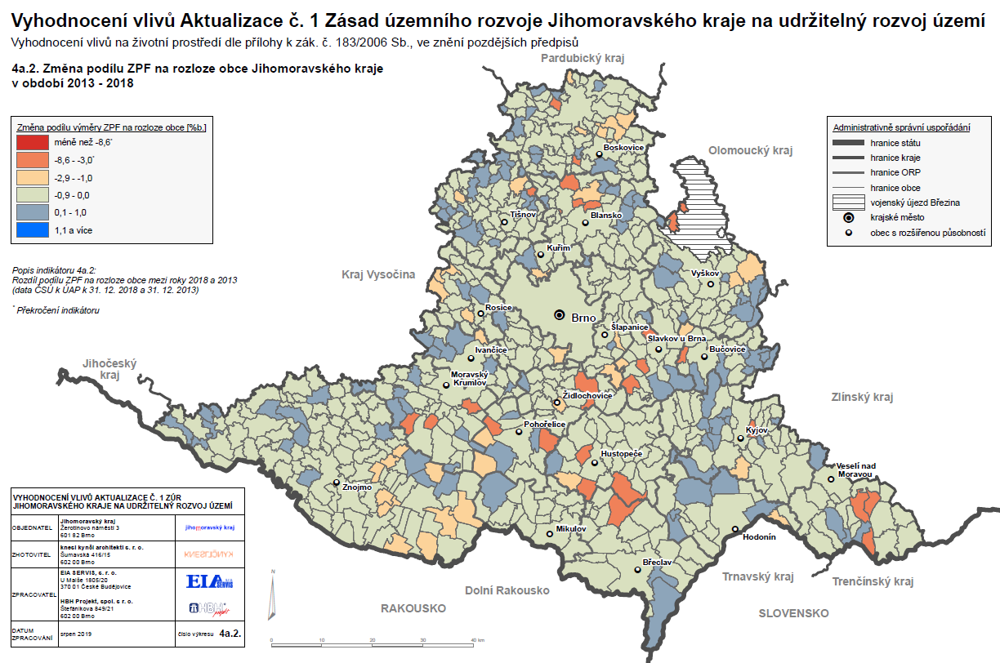 Vyhodnocení vlivů Aktualizace č. 1 Zásad územního rozvoje Jihomoravského kraje na udržitelný rozvoj území
Vyhodnocení vlivů na životní prostředí dle přílohy k zák. č. 183/2006 Sb., ve znění pozdějších předpisů
4a.2. Změna podílu ZPF na rozloze obce Jihomoravského kraje
v období 2013 - 2018
Změna podílu výměry ZPF na rozloze obce [%b.]
méně než -8,6*
-8,6 - -3,0*
-2,9 - -1,0
-0,9 - 0,0
0,1 - 1,0
1,1 a více
Popis indikátoru 4a.2:
Rozdíl podílu ZPF na rozloze obce mezi roky 2018 a 2013
(data ČSÚ k ÚAP k 31. 12. 2018 a 31. 12. 2013)
* Překročení indikátoru
Administrativně správní uspořádání
hranice státu
hranice kraje
hranice ORP
hranice obce
vojenský újezd Březina
krajské město
obec s rozšířenou působností
Pardubický kraj
Olomoucký kraj
Kraj Vysočina
Jihočeský
kraj
Zlínský kraj
Trnavský kraj
Trenčínský kraj
Dolní Rakousko
RAKOUSKO
SLOVENSKO
Boskovice
Tišnov
Blansko
Kuřim
Vyškov
Rosice
Brno
Šlapanice
Slavkov u Brna
Bučovice
Ivančice
Moravský
Krumlov
Židlochovice
Pohořelice
Kyjov
Hustopeče
Veselí nad
Moravou
Znojmo
Mikulov
Hodonín
Břeclav
VYHODNOCENÍ VLIVŮ AKTUALIZACE Č. 1 ZÚR
JIHOMORAVSKÉHO KRAJE NA UDRŽITELNÝ ROZVOJ ÚZEMÍ
OBJEDNATEL
Jihomoravský kraj
Žerotínovo náměstí 3
601 82 Brno
jihomoravský kraj
ZHOTOVITEL
knesl kynčl architekti s. r. o.
Šumavská 416/15
602 00 Brno
ZPRACOVATEL
EIA SERVIS, s. r. o.
U Malše 1805/20
370 01 České Budějovice
EIA SERVIS
HBH Projekt, spol. s r. o.
Štefánikova 849/21
602 00 Brno
HBH projekt
DATUM
ZPRACOVÁNÍ
srpen 2019
číslo výkresu 4a.2.
N
0 10 20 30 40 km